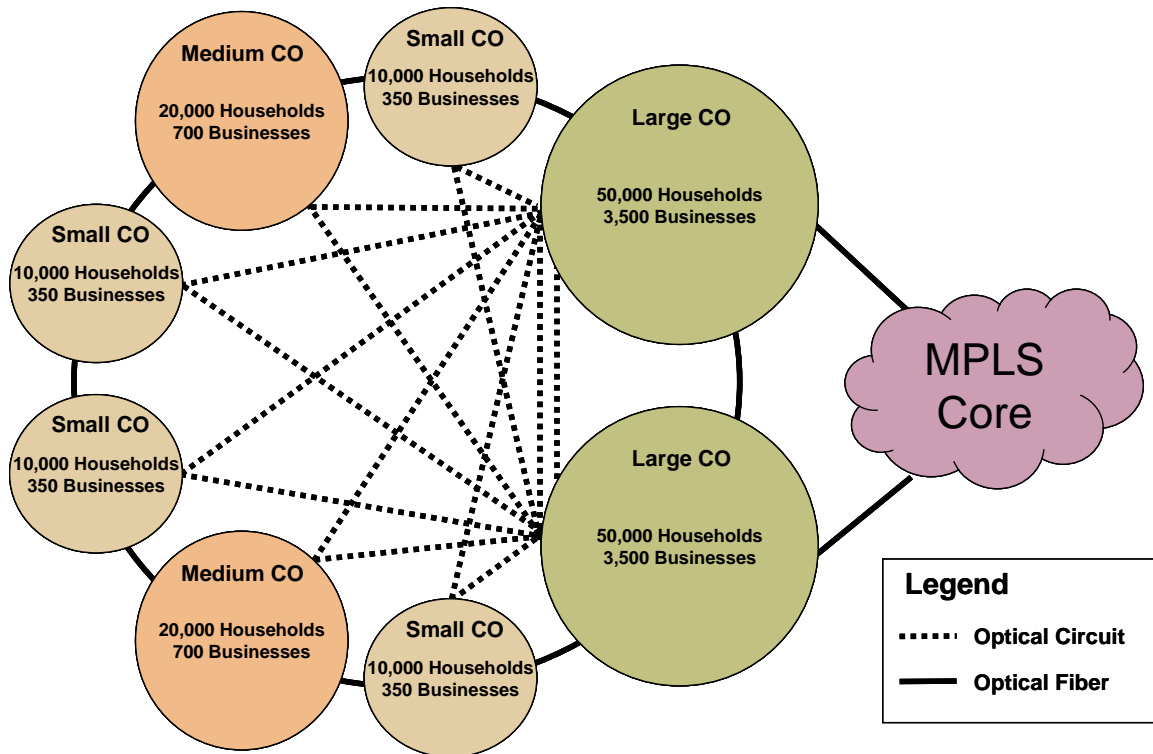 Small CO
10,000 Households
350 Businesses
Medium CO
20,000 Households
700 Businesses
Large CO
50,000 Households
3,500 Businesses
Small CO
10,000 Households
350 Businesses
MPLS
Core
Small CO
10,000 Households
350 Businesses
Large CO
50,000 Households
3,500 Businesses
Medium CO
20,000 Households
700 Businesses
Small CO
10,000 Households
350 Businesses
Legend
Optical Circuit
Optical Fiber